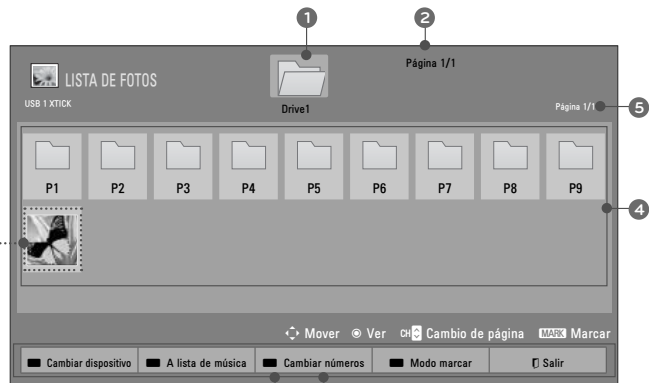 1
2
Página 1/1
LISTA DE FOTOS
USB 1 XTICK
Drive1
Página 1/1
5
P1 P2 P3 P4 P5 P6 P7 P8 P9
4
Mover Ver CH Cambio de página MARK Marcar
Cambiar dispositivo A lista de música Cambiar números Modo marcar Salir